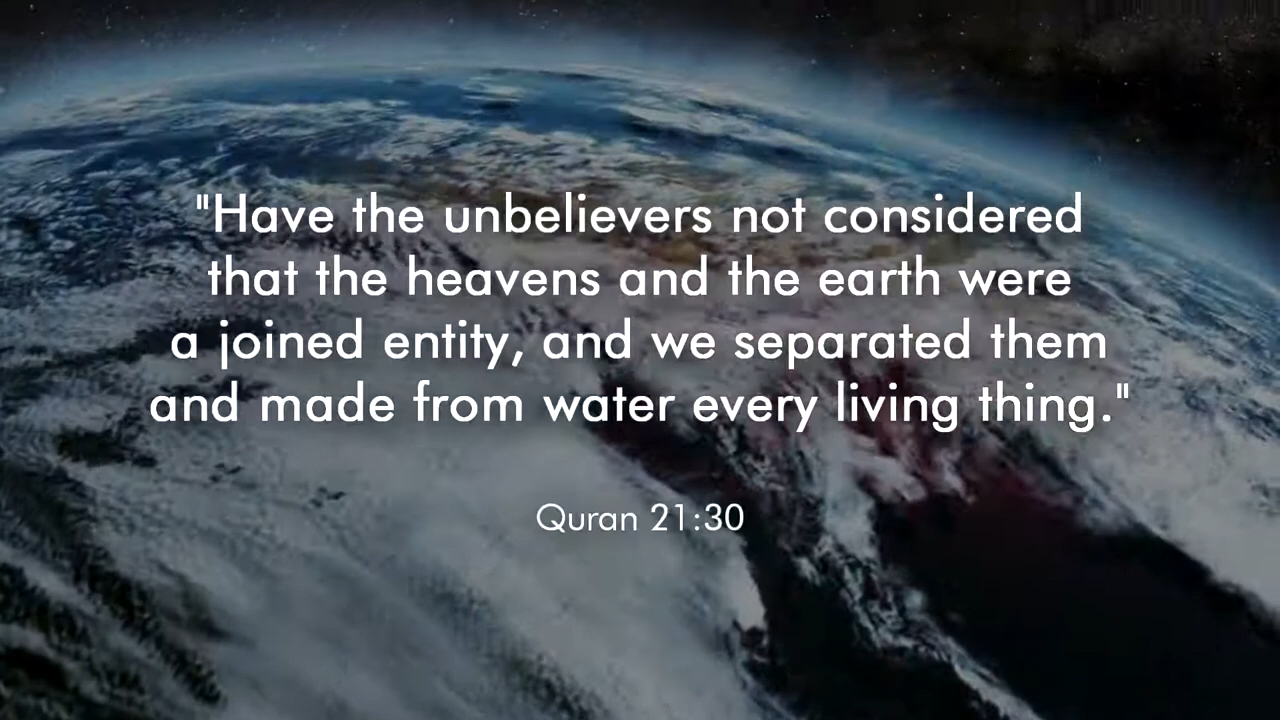 "Have the unbelievers not considered
that the heavens and the earth were
a joined entity, and we separated them
and made from water every living thing."
Quran 21:30